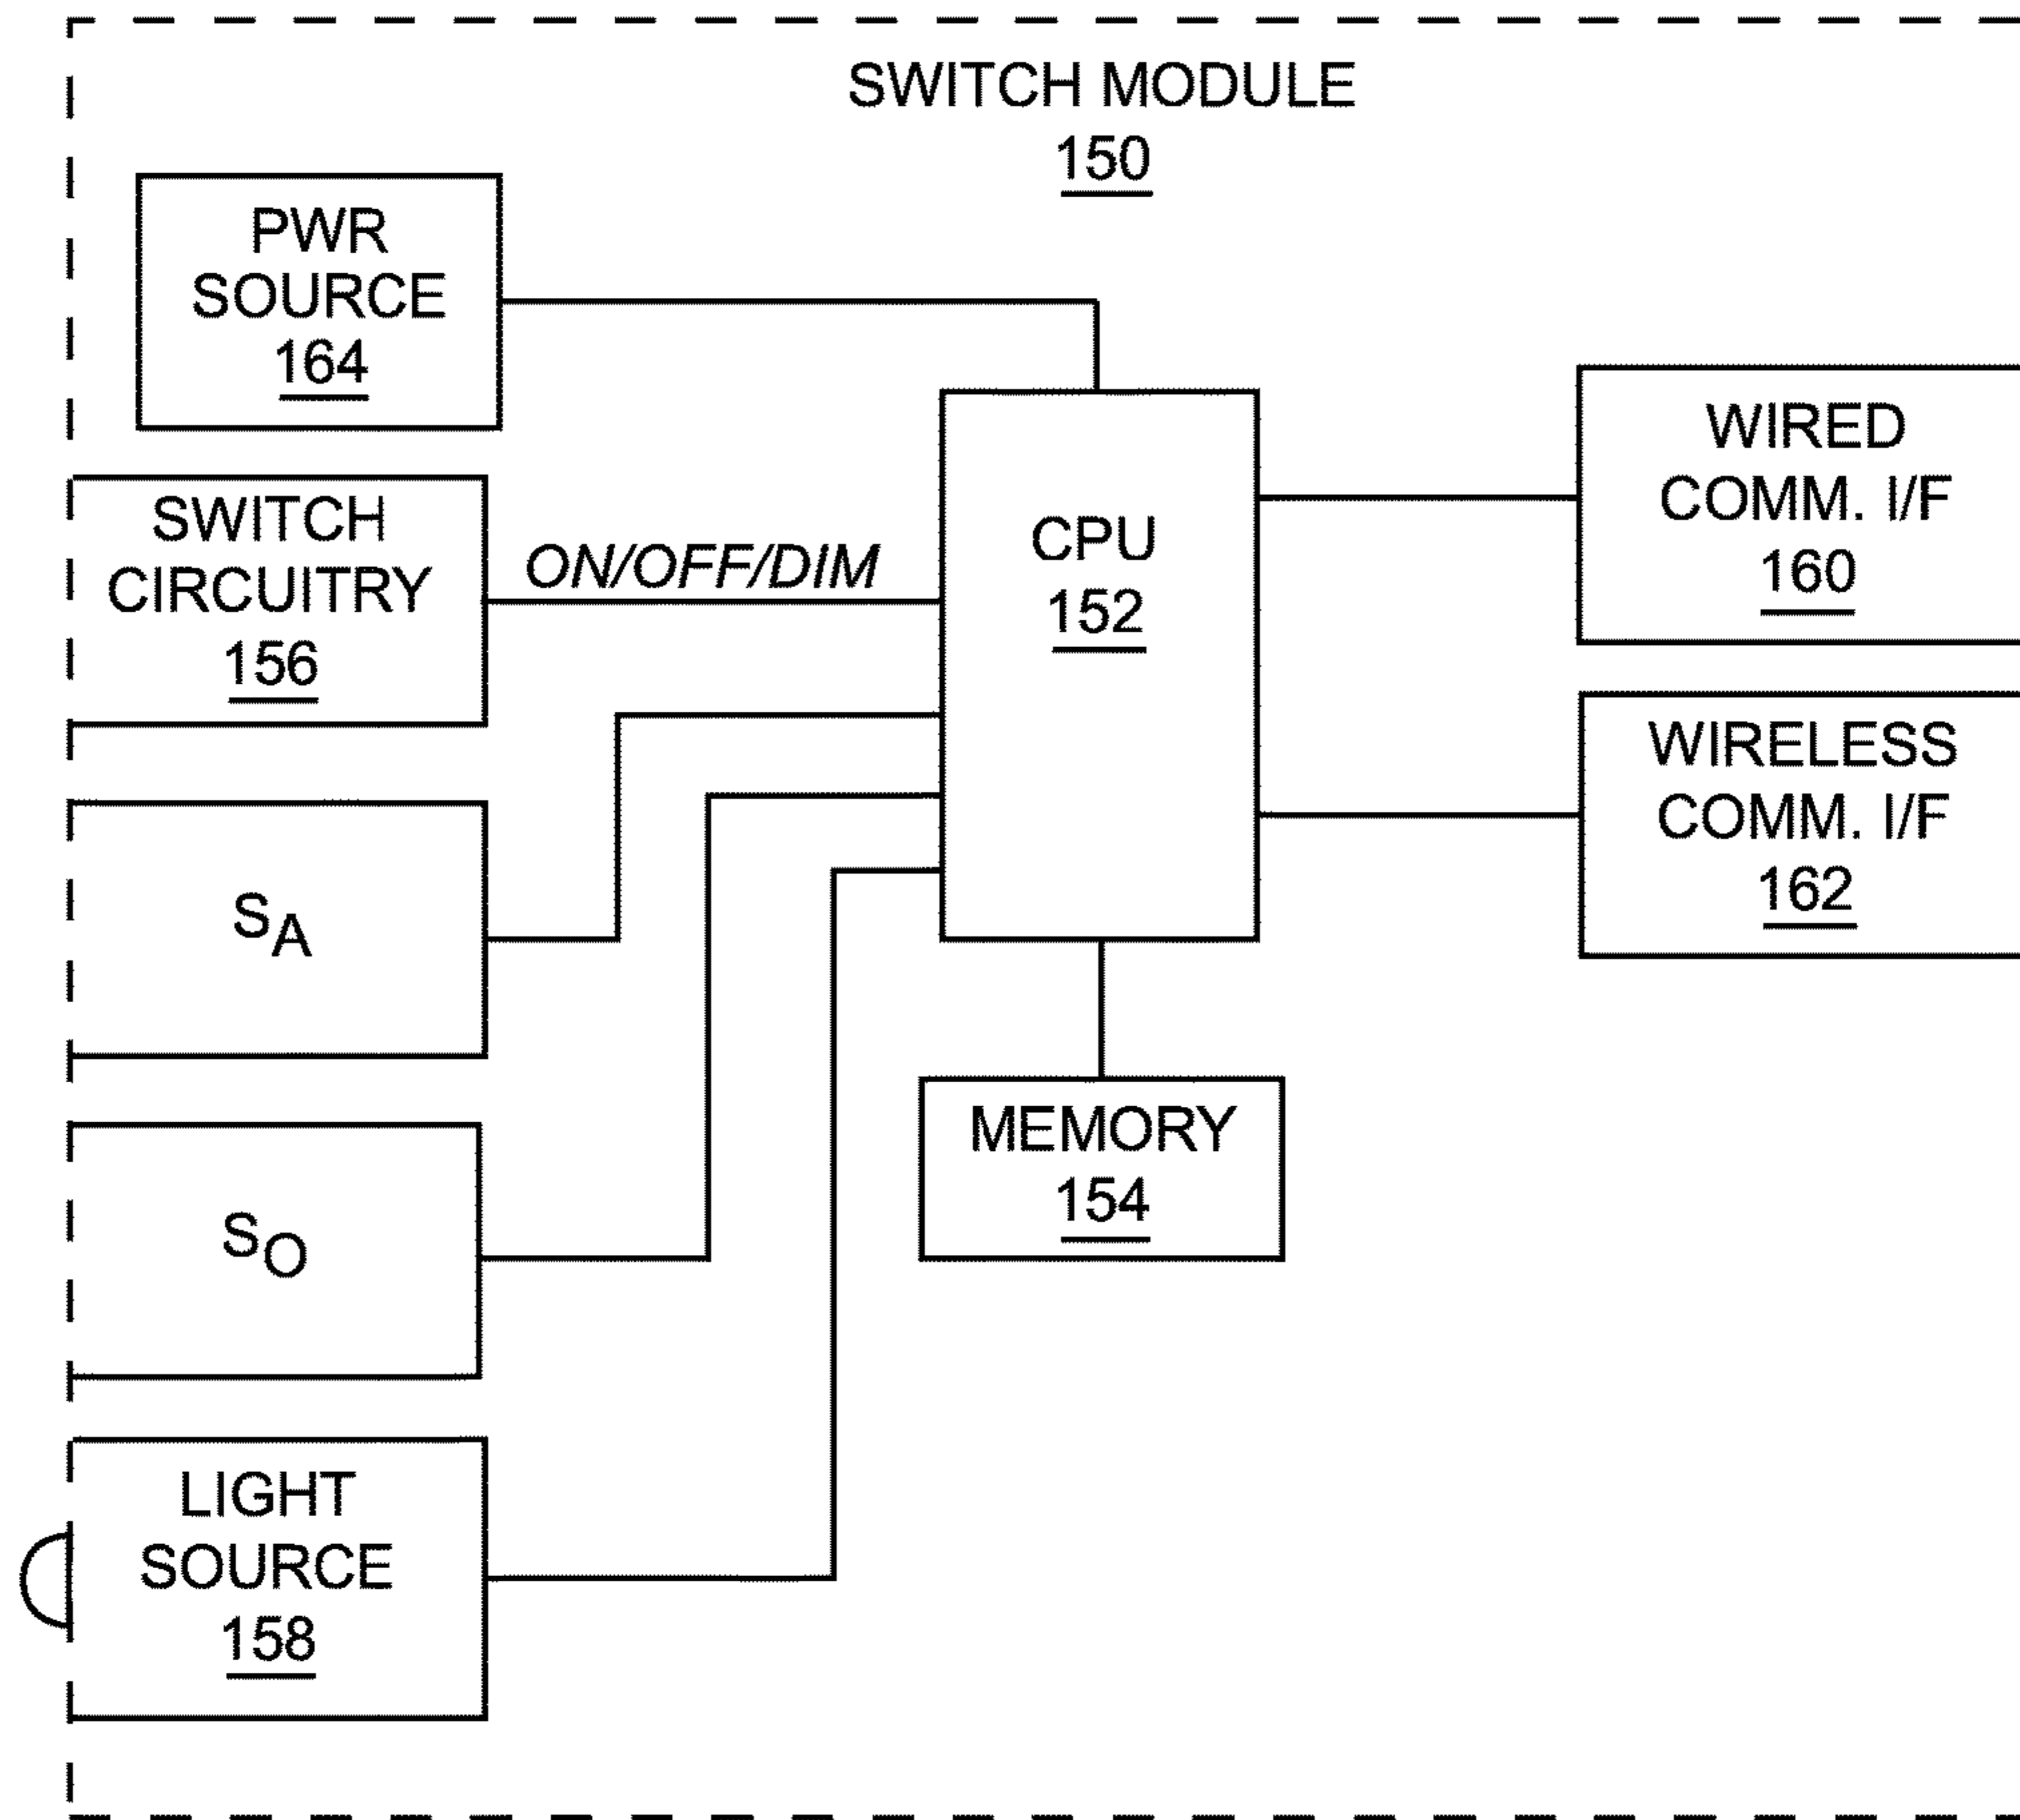 SWITCH MODULE
150
PWR
SOURCE
164
SWITCH
CIRCUITRY
156
ON/OFF/DIM
CPU
152
WIRED
COMM. I/F
160
WIRELESS
COMM. I/F
162
SA
SO
MEMORY
154
LIGHT
SOURCE
158